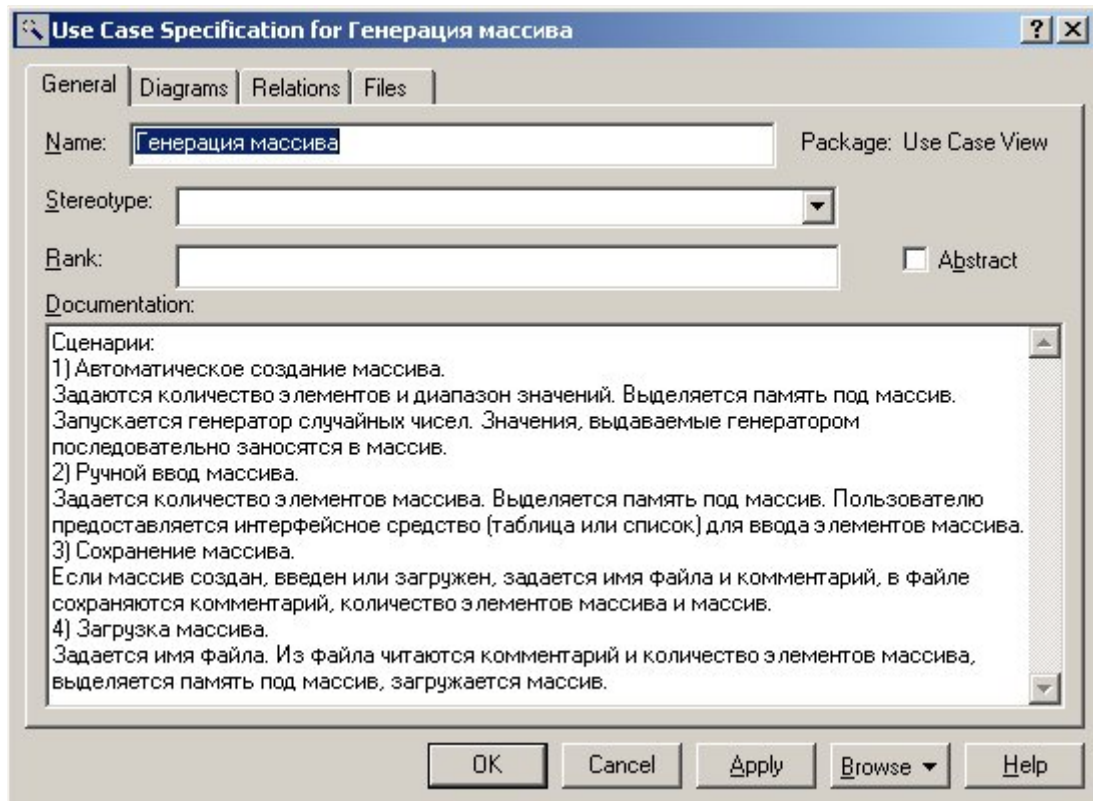 Use Case Specification for Генерация массива
General Diagrams Relations Files
Name: Генерация массива Package: Use Case View
Stereotype:
Rank: Abstract
Documentation:
Сценарии:
1) Автоматическое создание массива.
Задаются количество элементов и диапазон значений. Выделяется память под массив.
Запускается генератор случайных чисел. Значения, выдаваемые генератором
последовательно заносятся в массив.
2) Ручной ввод массива.
Задается количество элементов массива. Выделяется память под массив. Пользователю
предоставляется интерфейсное средство (таблица или список) для ввода элементов массива.
3) Сохранение массива.
Если массив создан, введен или загружен, задается имя файла и комментарий, в файле
сохраняются комментарий, количество элементов массива и массив.
4) Загрузка массива.
Задается имя файла. Из файла читаются комментарий и количество элементов массива,
выделяется память под массив, загружается массив.
OK Cancel Apply Browse Help